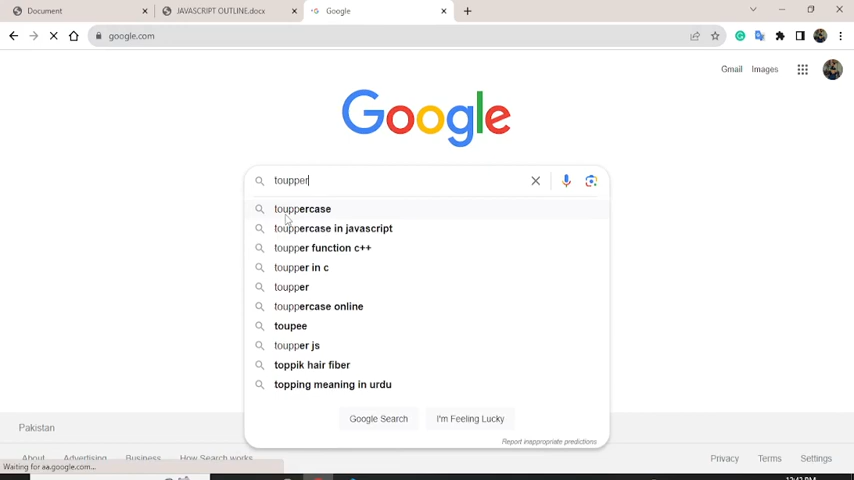 Document
JAVASCRIPT OUTLINE.docx
Google
google.com
Gmail
Images
Google
toupper
touppercase
touppercase in javascript
toupper function c++
toupper in c
toupper
touppercase online
toupee
toupper js
toppik hair fiber
topping meaning in urdu
Google Search
I'm Feeling Lucky
Report inappropriate predictions
Pakistan
About
Advertising
Business
How Search works
Privacy
Terms
Settings
Waiting for aa.google.com...